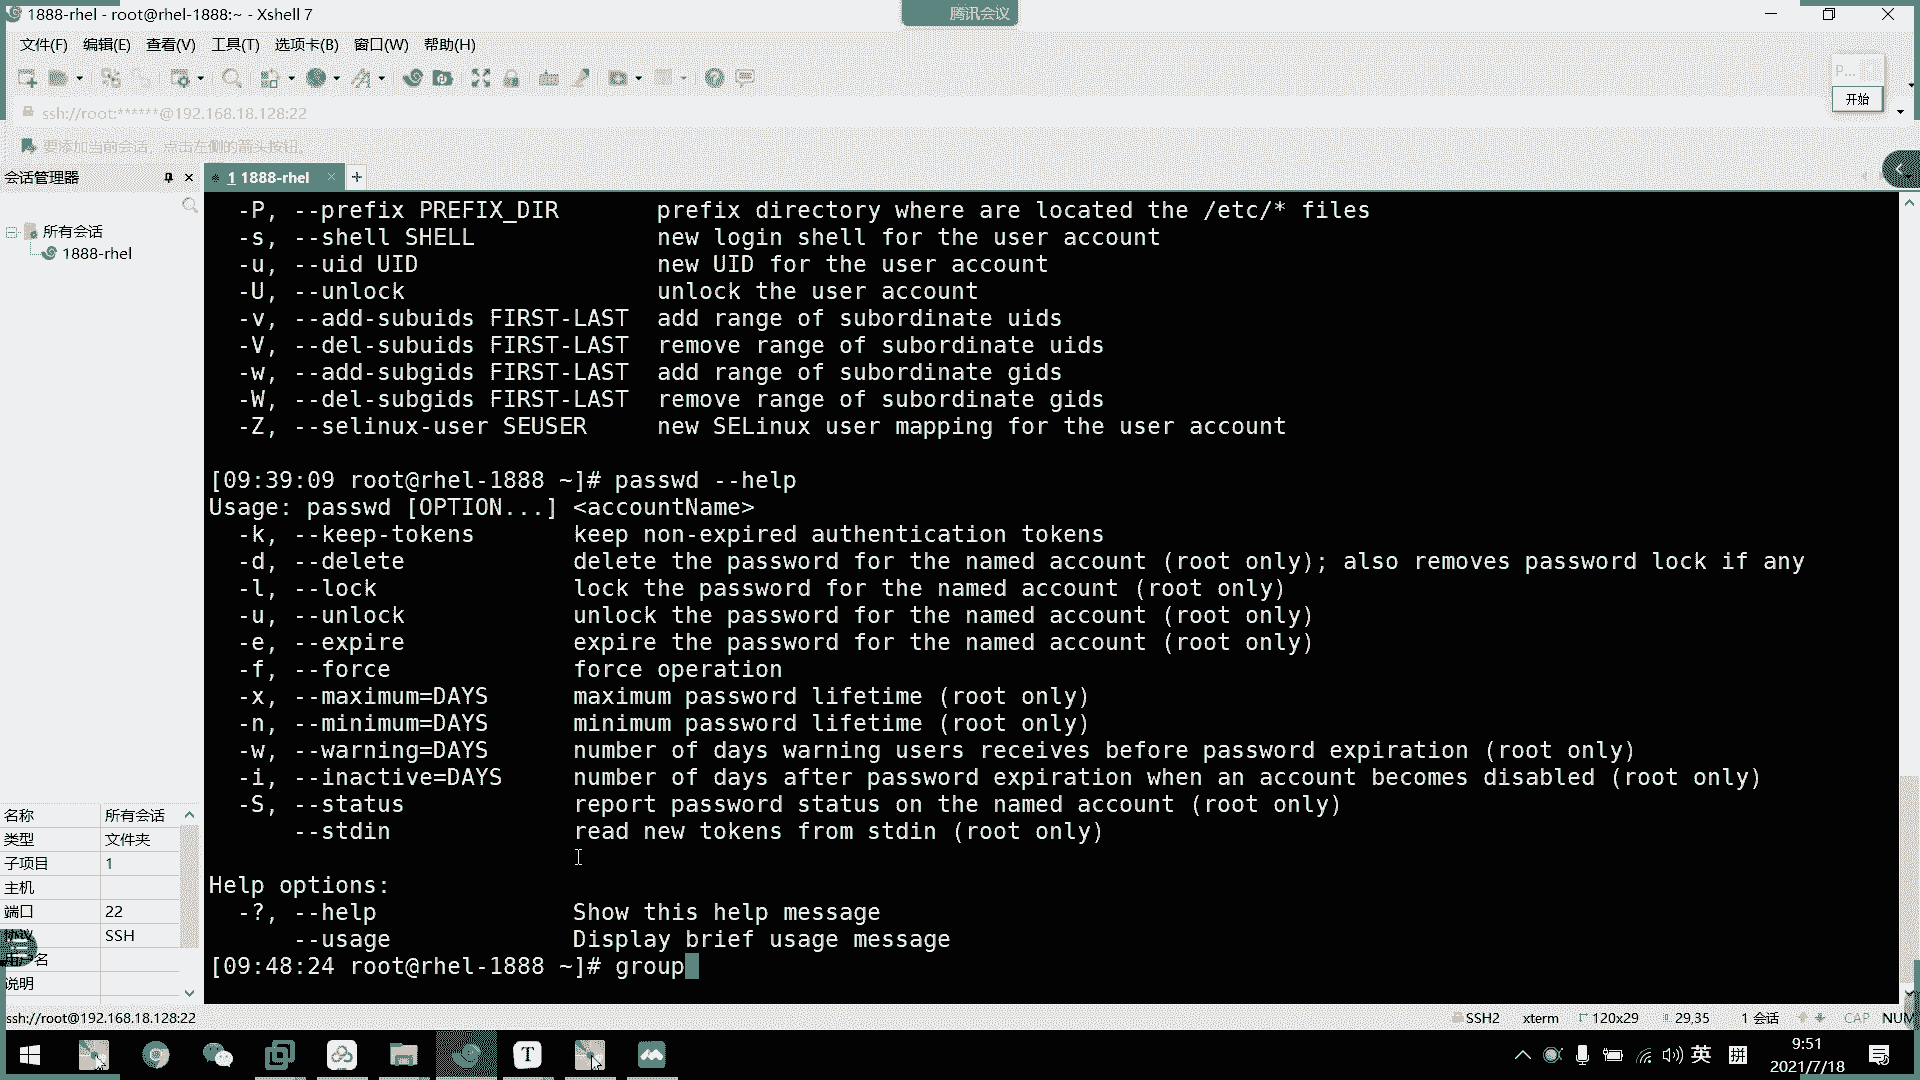 1888-rhel - root@rhel-1888:~ - Xshell 7
腾讯会议
文件(F) 编辑(E) 查看(V) 工具(T) 选项卡(B) 窗口(W) 帮助(H)
P...
开始
ssh://root:******@192.168.18.128:22
要添加当前会话，点击左侧的箭头按钮。
会话管理器
1 1888-rhel
所有会话
1888-rhel
-P, --prefix PREFIX_DIR       prefix directory where are located the /etc/* files
-s, --shell SHELL             new login shell for the user account
-u, --uid UID                 new UID for the user account
-U, --unlock                  unlock the user account
-v, --add-subuids FIRST-LAST  add range of subordinate uids
-V, --del-subuids FIRST-LAST  remove range of subordinate uids
-w, --add-subgids FIRST-LAST  add range of subordinate gids
-W, --del-subgids FIRST-LAST  remove range of subordinate gids
-Z, --selinux-user SEUSER     new SELinux user mapping for the user account
[09:39:09 root@rhel-1888 ~]# passwd --help
Usage: passwd [OPTION...] <accountName>
-k, --keep-tokens       keep non-expired authentication tokens
-d, --delete            delete the password for the named account (root only); also removes password lock if any
-l, --lock              lock the password for the named account (root only)
-u, --unlock            unlock the password for the named account (root only)
-e, --expire            expire the password for the named account (root only)
-f, --force             force operation
-x, --maximum=DAYS      maximum password lifetime (root only)
-n, --minimum=DAYS      minimum password lifetime (root only)
-w, --warning=DAYS      number of days warning users receives before password expiration (root only)
-i, --inactive=DAYS     number of days after password expiration when an account becomes disabled (root only)
-S, --status            report password status on the named account (root only)
--stdin                 read new tokens from stdin (root only)
Help options:
-?, --help              Show this help message
--usage                 Display brief usage message
[09:48:24 root@rhel-1888 ~]# group
名称 所有会话
类型 文件夹
子项目 1
主机
端口 22
协议 SSH
用户名
说明
ssh://root@192.168.18.128:22
SSH2 xterm 120x29 29,35 1 会话 CAP NUM
英 拼
9:51
2021/7/18